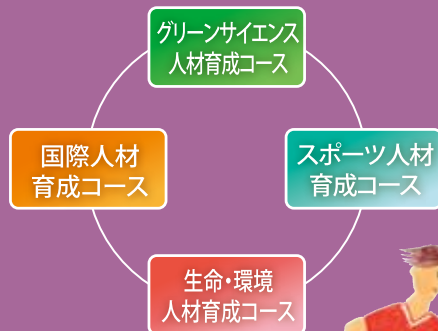 グリーンサイエンス
人材育成コース
国際人材
育成コース
スポーツ人材
育成コース
生命・環境
人材育成コース